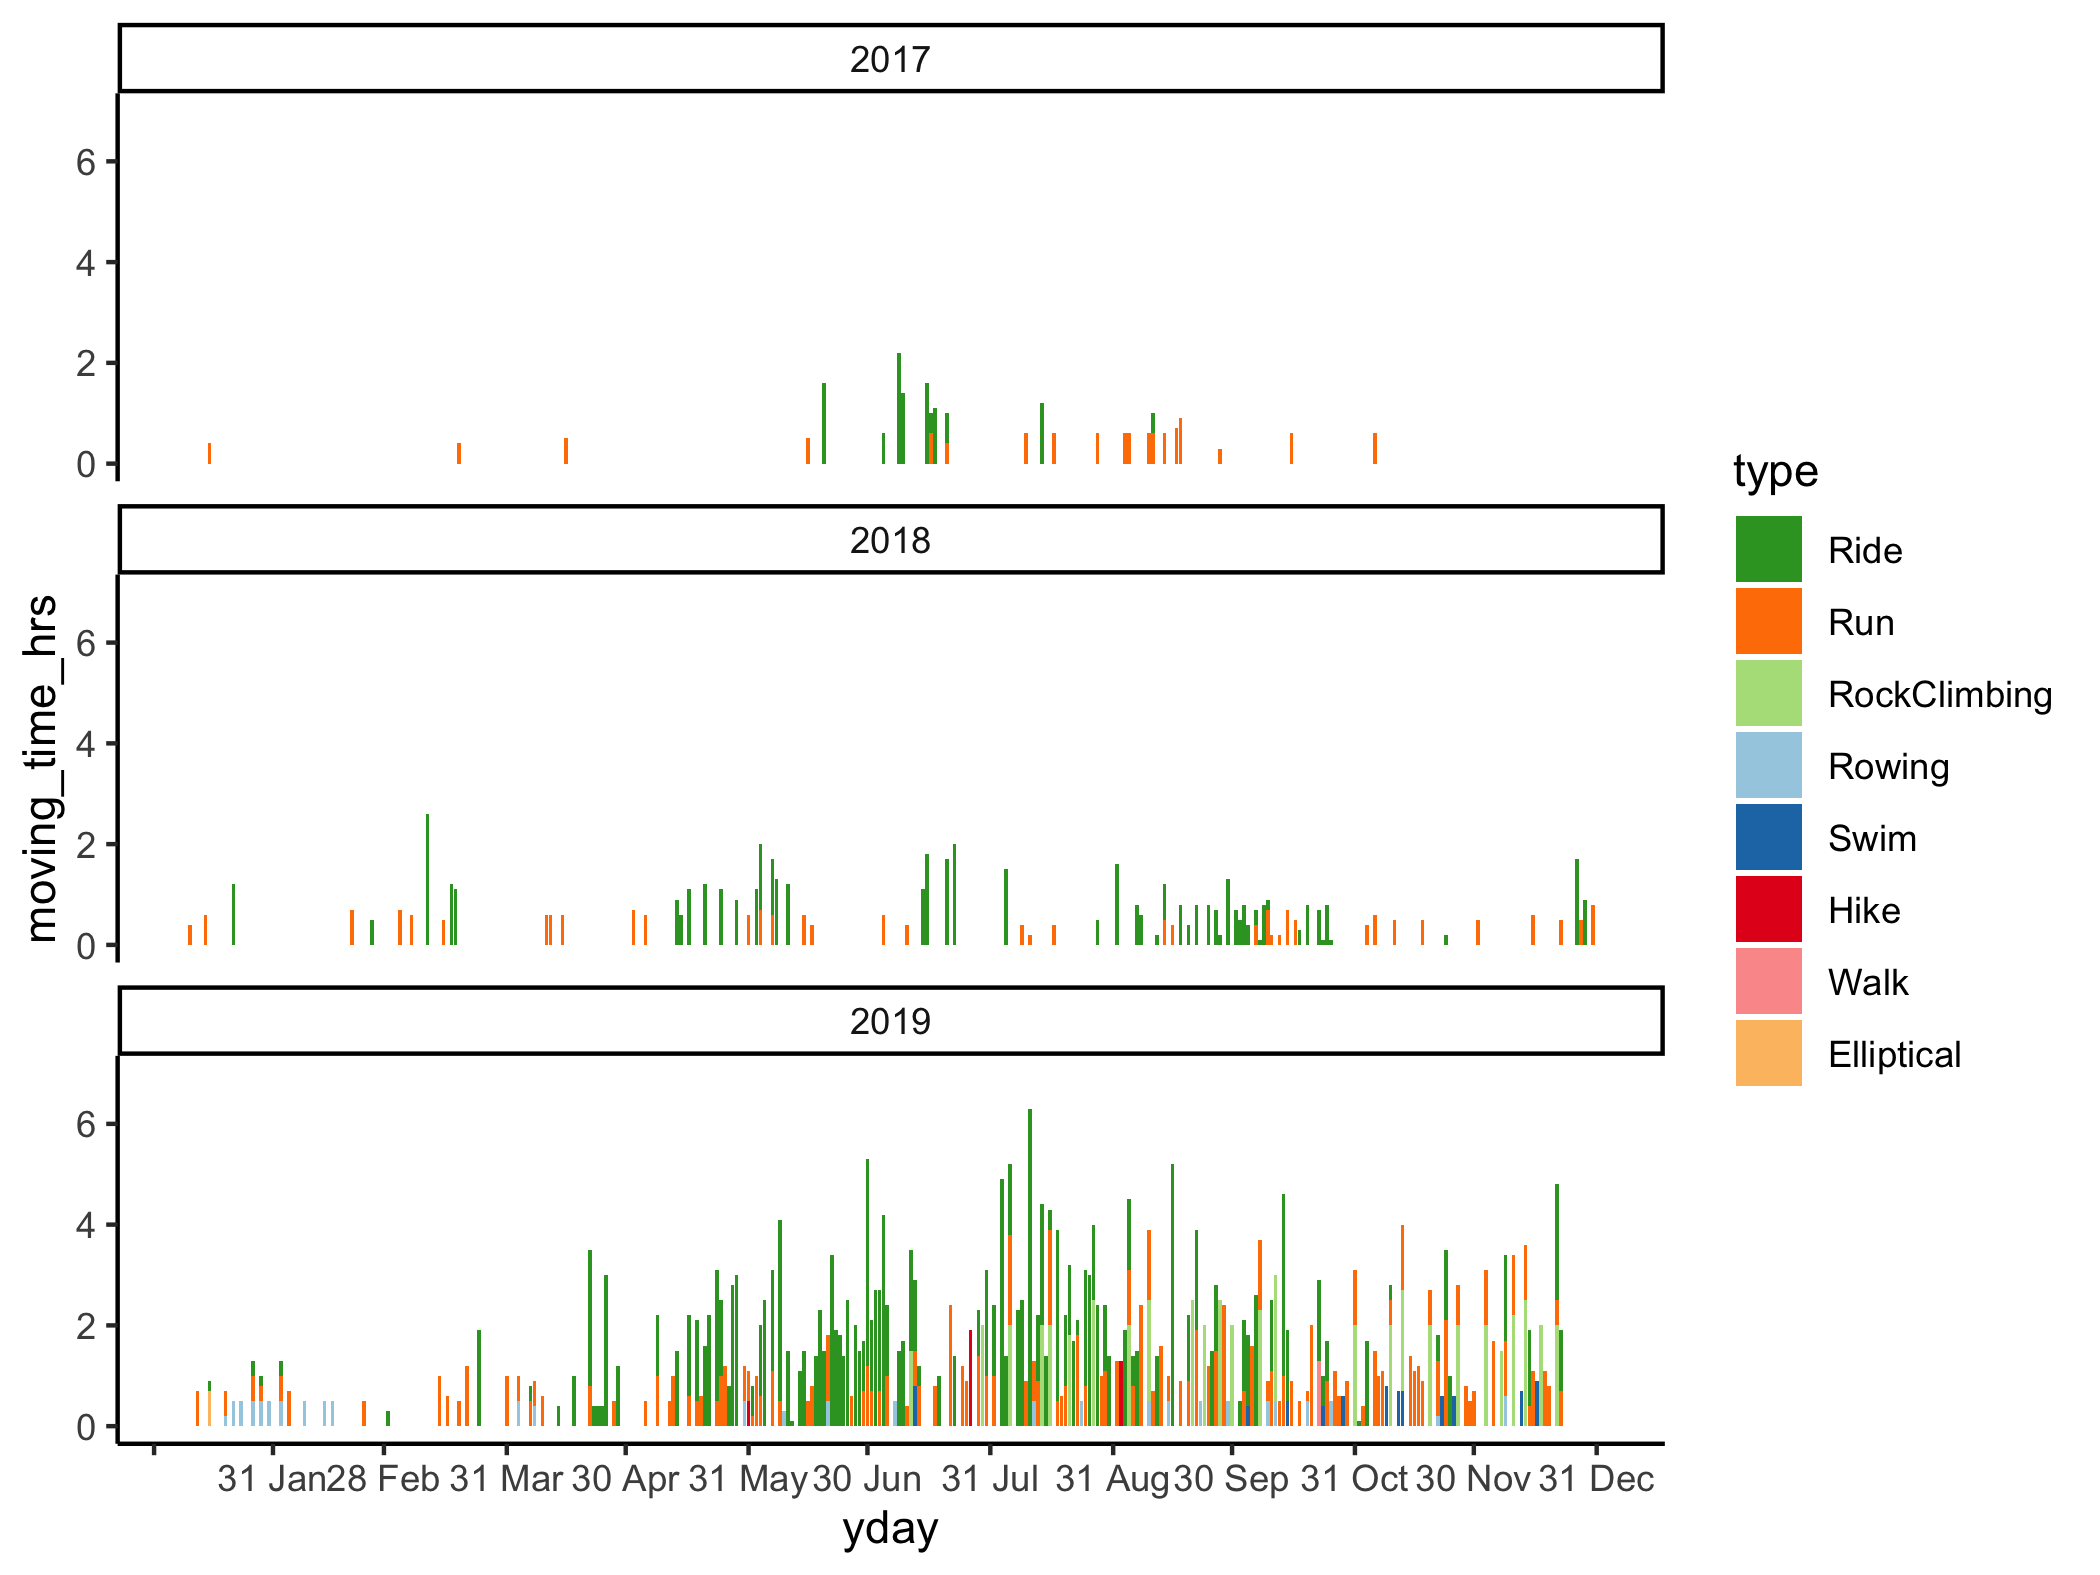 2017
6
4
2
0
2018
6
4
2
0
2019
6
4
2
0
31 Jan 28 Feb 31 Mar 30 Apr 31 May 30 Jun 31 Jul 31 Aug 30 Sep 31 Oct 30 Nov 31 Dec
yday
moving_time_hrs
type
Ride
Run
RockClimbing
Rowing
Swim
Hike
Walk
Elliptical